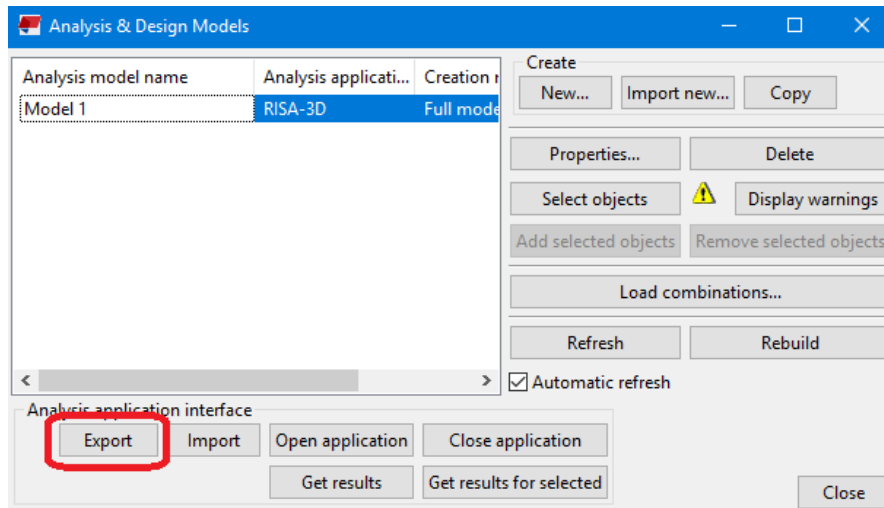 Analysis & Design Models
Analysis model name Analysis applicati... Creation r
Model 1 RISA-3D Full mode
Create
New... Import new... Copy
Properties... Delete
Select objects Display warnings
Add selected objects Remove selected objects
Load combinations...
Refresh Rebuild
Automatic refresh
Analysis application interface
Export Import Open application Close application
Get results Get results for selected
Close